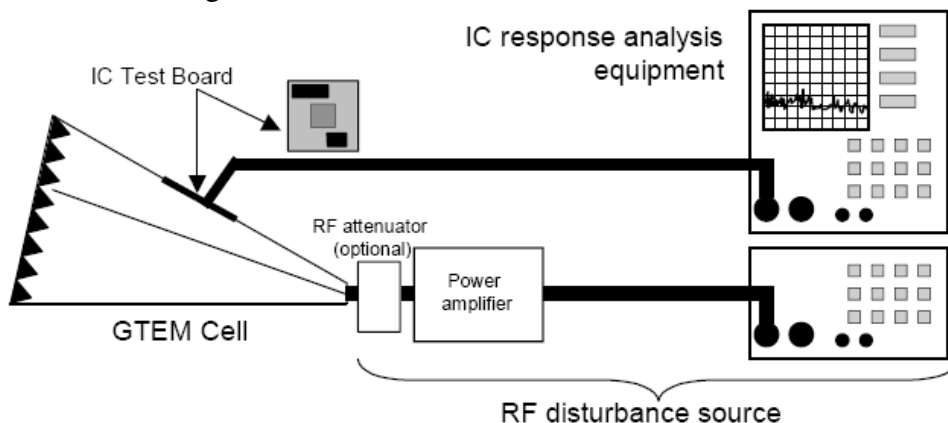 IC response analysis
equipment
IC Test Board
RF attenuator
(optional)
Power
amplifier
GTEM Cell
RF disturbance source